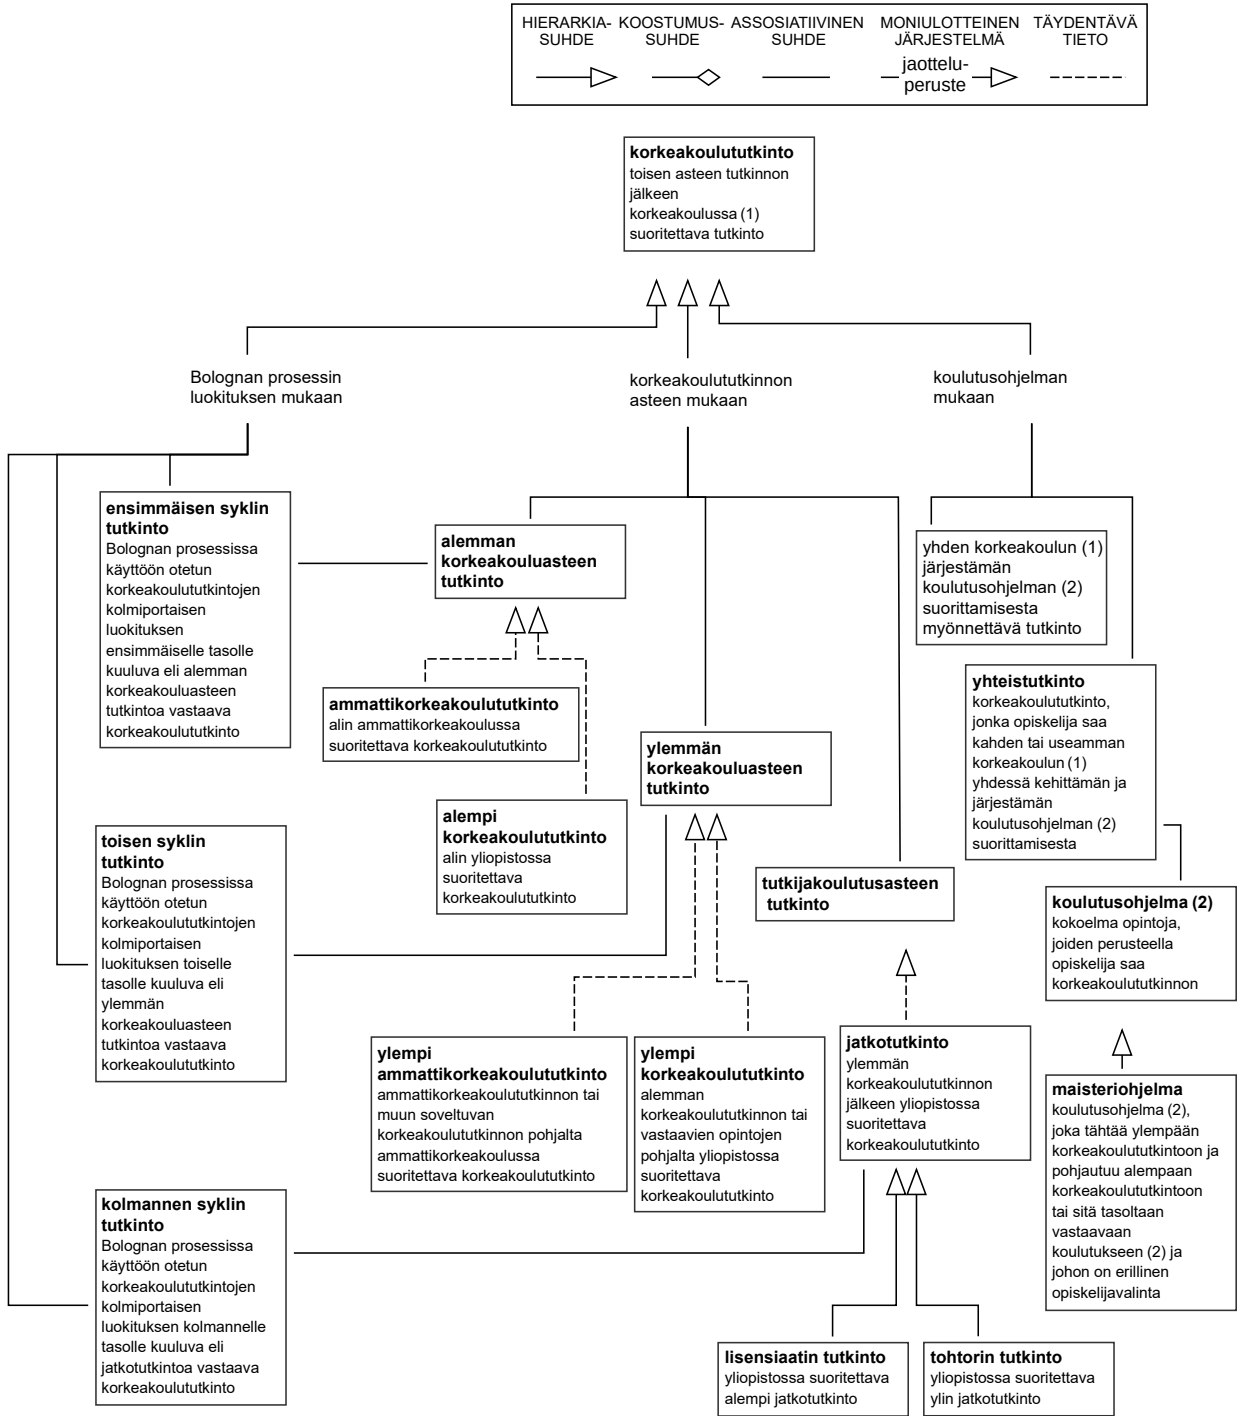 HIERARKIA-
SUHDE
KOOSTUMUS-
SUHDE
ASSOSIATIIVINEN
SUHDE
MONIULOTTEINEN
JÄRJESTELMÄ
jaottelu-
peruste
TÄYDENTÄVÄ
TIETO
korkeakoulututkinto
toisen asteen tutkinnon
jälkeen
korkeakoulussa (1)
suoritettava tutkinto
Bolognan prosessin
luokituksen mukaan
korkeakoulututkinnon
asteen mukaan
koulutusohjelman
mukaan
ensimmäisen syklin
tutkinto
Bolognan prosessissa
käyttöön otetun
korkeakoulututkintojen
kolmiportaisen
luokituksen
ensimmäiselle tasolle
kuuluva eli alemman
korkeakouluasteen
tutkintoa vastaava
korkeakoulututkinto
alemman
korkeakouluasteen
tutkinto
yhden korkeakoulun (1)
järjestämän
koulutusohjelman (2)
suorittamisesta
myönnettävä tutkinto
ammattikorkeakoulututkinto
alin ammattikorkeakoulussa
suoritettava korkeakoulututkinto
yhteistutkinto
korkeakoulututkinto,
jonka opiskelija saa
kahden tai useamman
korkeakoulun (1)
yhdessä kehittämän ja
järjestämän
koulutusohjelman (2)
suorittamisesta
ylemmän
korkeakouluasteen
tutkinto
alempi
korkeakoulututkinto
alin yliopistossa
suoritettava
korkeakoulututkinto
toisen syklin
tutkinto
Bolognan prosessissa
käyttöön otetun
korkeakoulututkintojen
kolmiportaisen
luokituksen toiselle
tasolle kuuluva eli
ylemmän
korkeakouluasteen
tutkintoa vastaava
korkeakoulututkinto
tutkijakoulutusasteen
tutkinto
koulutusohjelma (2)
kokoelma opintoja,
joiden perusteella
opiskelija saa
korkeakoulututkinnon
ylempi
ammattikorkeakoulututkinto
ammattikorkeakoulututkinnon tai
muun soveltuvan
korkeakoulututkinnon pohjalta
ammattikorkeakoulussa
suoritettava korkeakoulututkinto
ylempi
korkeakoulututkinto
alemman
korkeakoulututkinnon tai
vastaavien opintojen
pohjalta yliopistossa
suoritettava
korkeakoulututkinto
jatkotutkinto
ylemmän
korkeakoulututkinnon
jälkeen yliopistossa
suoritettava
korkeakoulututkinto
maisteriohjelma
koulutusohjelma (2),
joka tähtää ylempään
korkeakoulututkintoon ja
pohjautuu alempaan
korkeakoulututkintoon
tai sitä tasoltaan
vastaavaan
koulutukseen (2) ja
johon on erillinen
opiskelijavalinta
kolmannen syklin
tutkinto
Bolognan prosessissa
käyttöön otetun
korkeakoulututkintojen
kolmiportaisen
luokituksen kolmannelle
tasolle kuuluva eli
jatkotutkintoa vastaava
korkeakoulututkinto
lisensiaatin tutkinto
yliopistossa suoritettava
alempi jatkotutkinto
tohtorin tutkinto
yliopistossa suoritettava
ylin jatkotutkinto